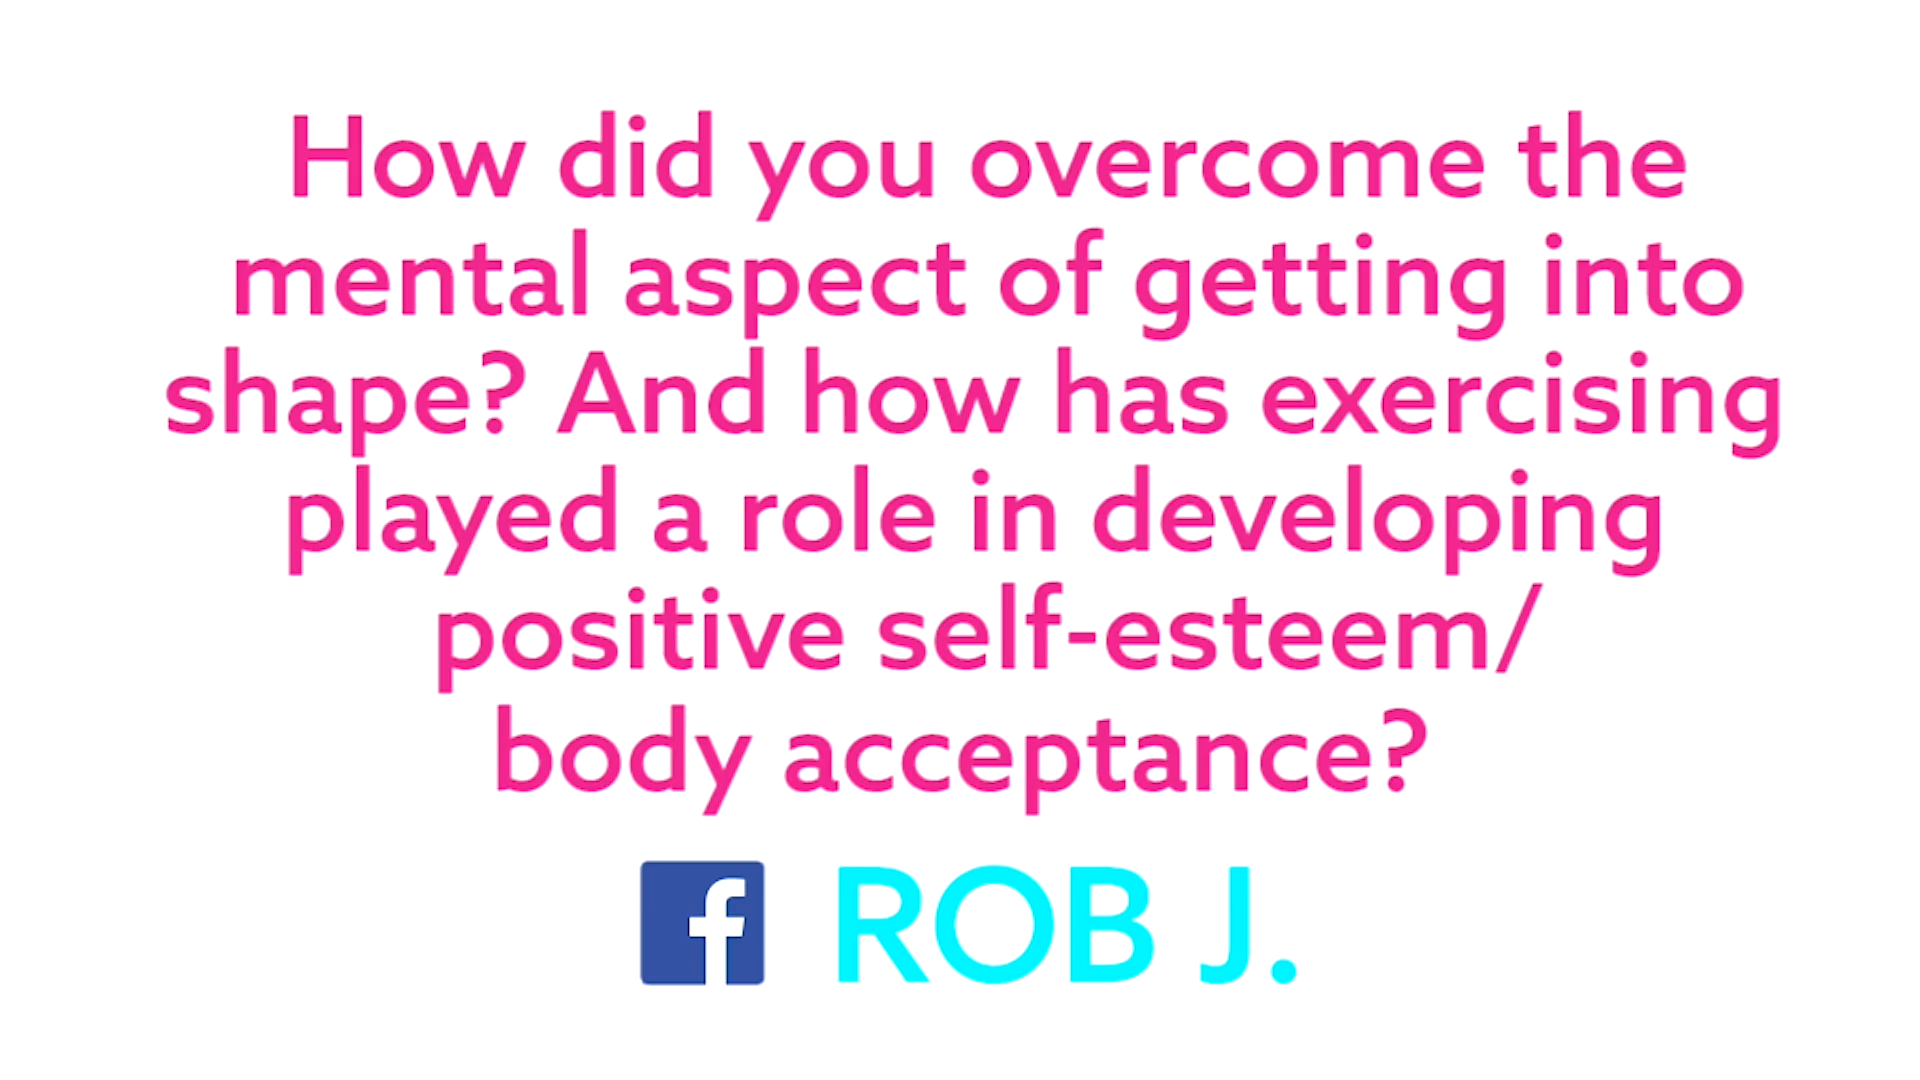 How did you overcome the
mental aspect of getting into
shape? And how has exercising
played a role in developing
positive self-esteem/
body acceptance?
f ROB J.